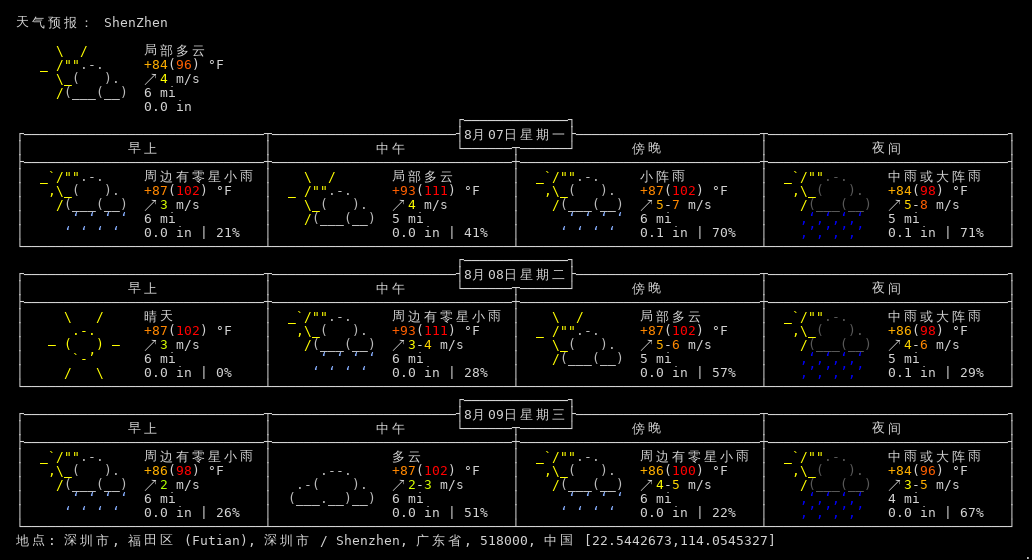 天气预报： ShenZhen
局部多云
+84(96) °F
↗4 m/s
6 mi
0.0 in
8月07日星期一
早上 中午 傍晚 夜间
周边有零星小雨 局部多云 小阵雨 中雨或大阵雨
+87(102) °F +93(111) °F +87(102) °F +84(98) °F
↗3 m/s ↗4 m/s ↗5-7 m/s ↗5-8 m/s
6 mi 5 mi 6 mi 5 mi
0.0 in | 21% 0.0 in | 41% 0.1 in | 70% 0.1 in | 71%
8月08日星期二
早上 中午 傍晚 夜间
晴天 周边有零星小雨 局部多云 中雨或大阵雨
+87(102) °F +93(111) °F +87(102) °F +86(98) °F
↗3 m/s ↗3-4 m/s ↗5-6 m/s ↗4-6 m/s
6 mi 6 mi 5 mi 5 mi
0.0 in | 0% 0.0 in | 28% 0.0 in | 57% 0.1 in | 29%
8月09日星期三
早上 中午 傍晚 夜间
周边有零星小雨 多云 周边有零星小雨 中雨或大阵雨
+86(98) °F +87(102) °F +86(100) °F +84(96) °F
↗2 m/s ↗2-3 m/s ↗4-5 m/s ↗3-5 m/s
6 mi 6 mi 6 mi 4 mi
0.0 in | 26% 0.0 in | 51% 0.0 in | 22% 0.0 in | 67%
地点: 深圳市, 福田区 (Futian), 深圳市 / Shenzhen, 广东省, 518000, 中国 [22.5442673,114.0545327]